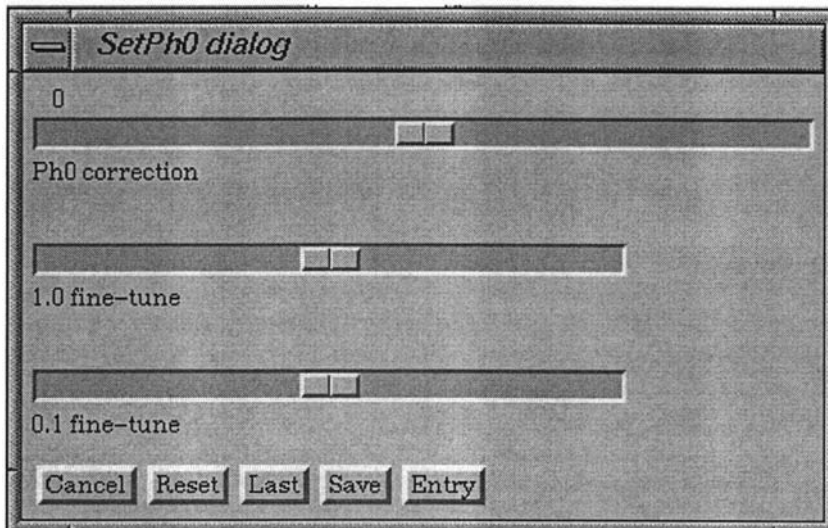 SetPh0 dialog
0
Ph0 correction
1.0 fine-tune
0.1 fine-tune
Cancel Reset Last Save Entry